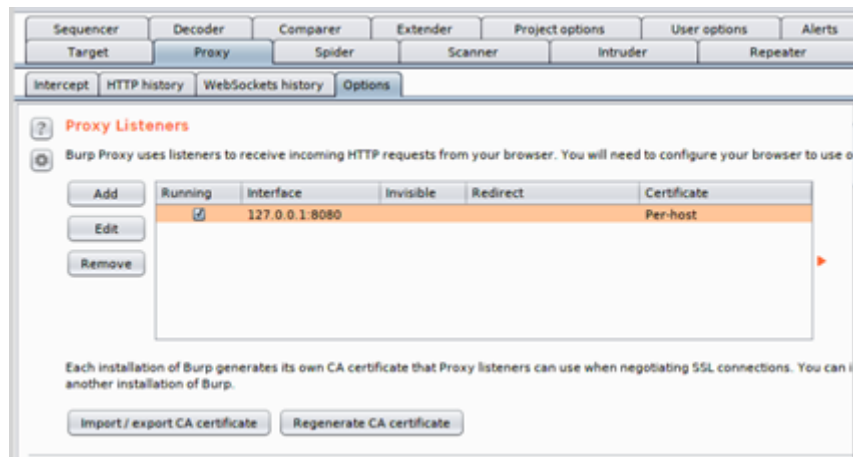 Sequencer Decoder Comparer Extender Project options User options Alerts
Target Proxy Spider Scanner Intruder Repeater
Intercept HTTP history WebSockets history Options
? Proxy Listeners
Burp Proxy uses listeners to receive incoming HTTP requests from your browser. You will need to configure your browser to use o
Add Running Interface Invisible Redirect Certificate
127.0.0.1:8080 Per-host
Edit
Remove
Each installation of Burp generates its own CA certificate that Proxy listeners can use when negotiating SSL connections. You can i
another installation of Burp.
Import / export CA certificate Regenerate CA certificate